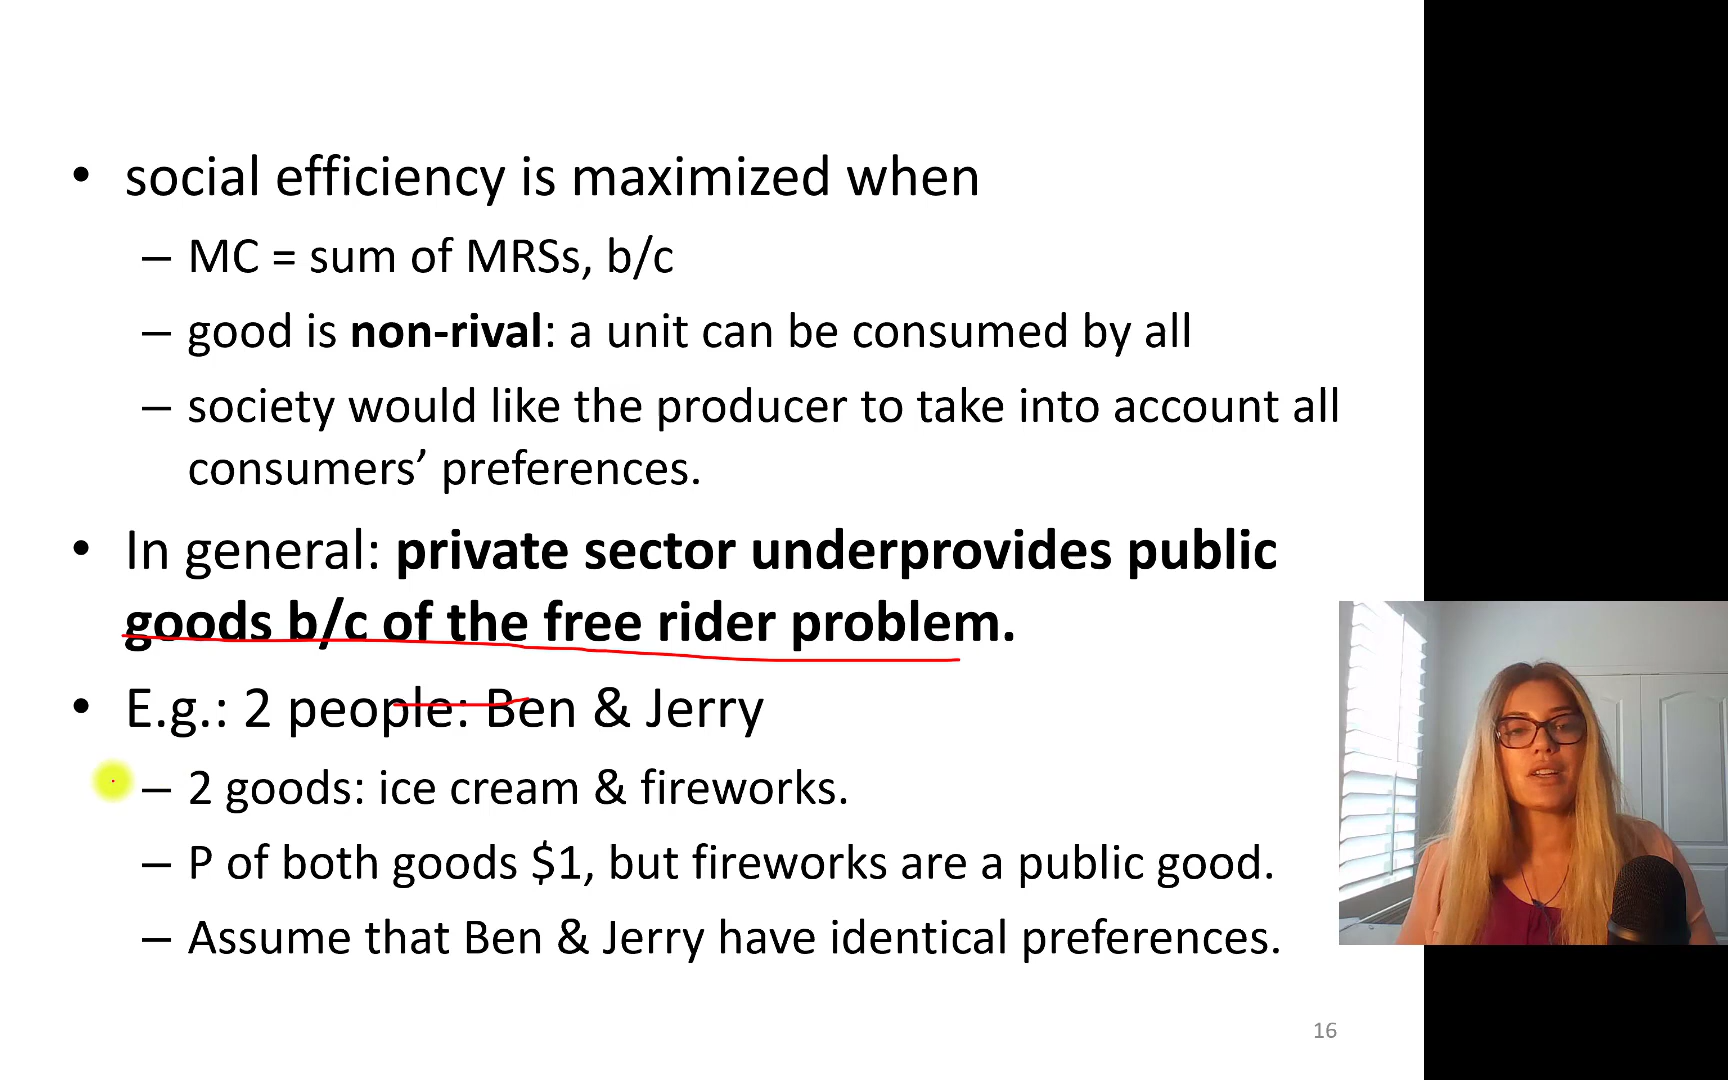 • social efficiency is maximized when
– MC = sum of MRSs, b/c
– good is non-rival: a unit can be consumed by all
– society would like the producer to take into account all
consumers’ preferences.
• In general: private sector underprovides public
goods b/c of the free rider problem.
• E.g.: 2 people: Ben & Jerry
– 2 goods: ice cream & fireworks.
– P of both goods $1, but fireworks are a public good.
– Assume that Ben & Jerry have identical preferences.
16